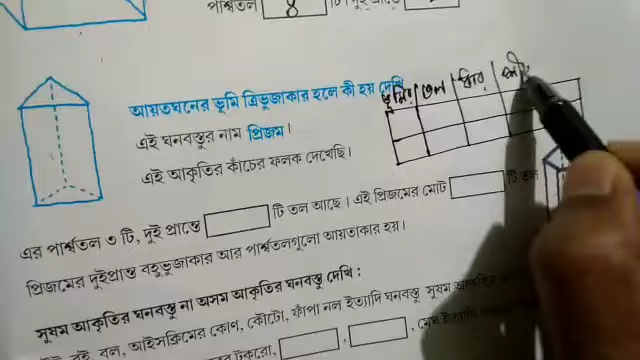 পার্শ্বতল 8 টি
আয়তঘনের ভূমি ত্রিভুজাকার হলে কী হয় দেখি
ভূমির তল ধার শী
এই ঘনবস্তুর নাম প্রিজম।
এই আকৃতির কাঁচের ফলক দেখেছি।
এর পার্শ্বতল ৩ টি, দুই প্রান্তে টি তল আছে। এই প্রিজমের মোট টি তল
প্রিজমের দুইপ্রান্ত বহুভুজাকার আর পার্শ্বতলগুলো আয়তাকার হয়।
সুষম আকৃতির ঘনবস্তু না অসম আকৃতির ঘনবস্তু দেখি :
বই, বল, আইসক্রিমের কোণ, কৌটো, ফাঁপা নল ইত্যাদি ঘনবস্তু সুষম
টুকরো,